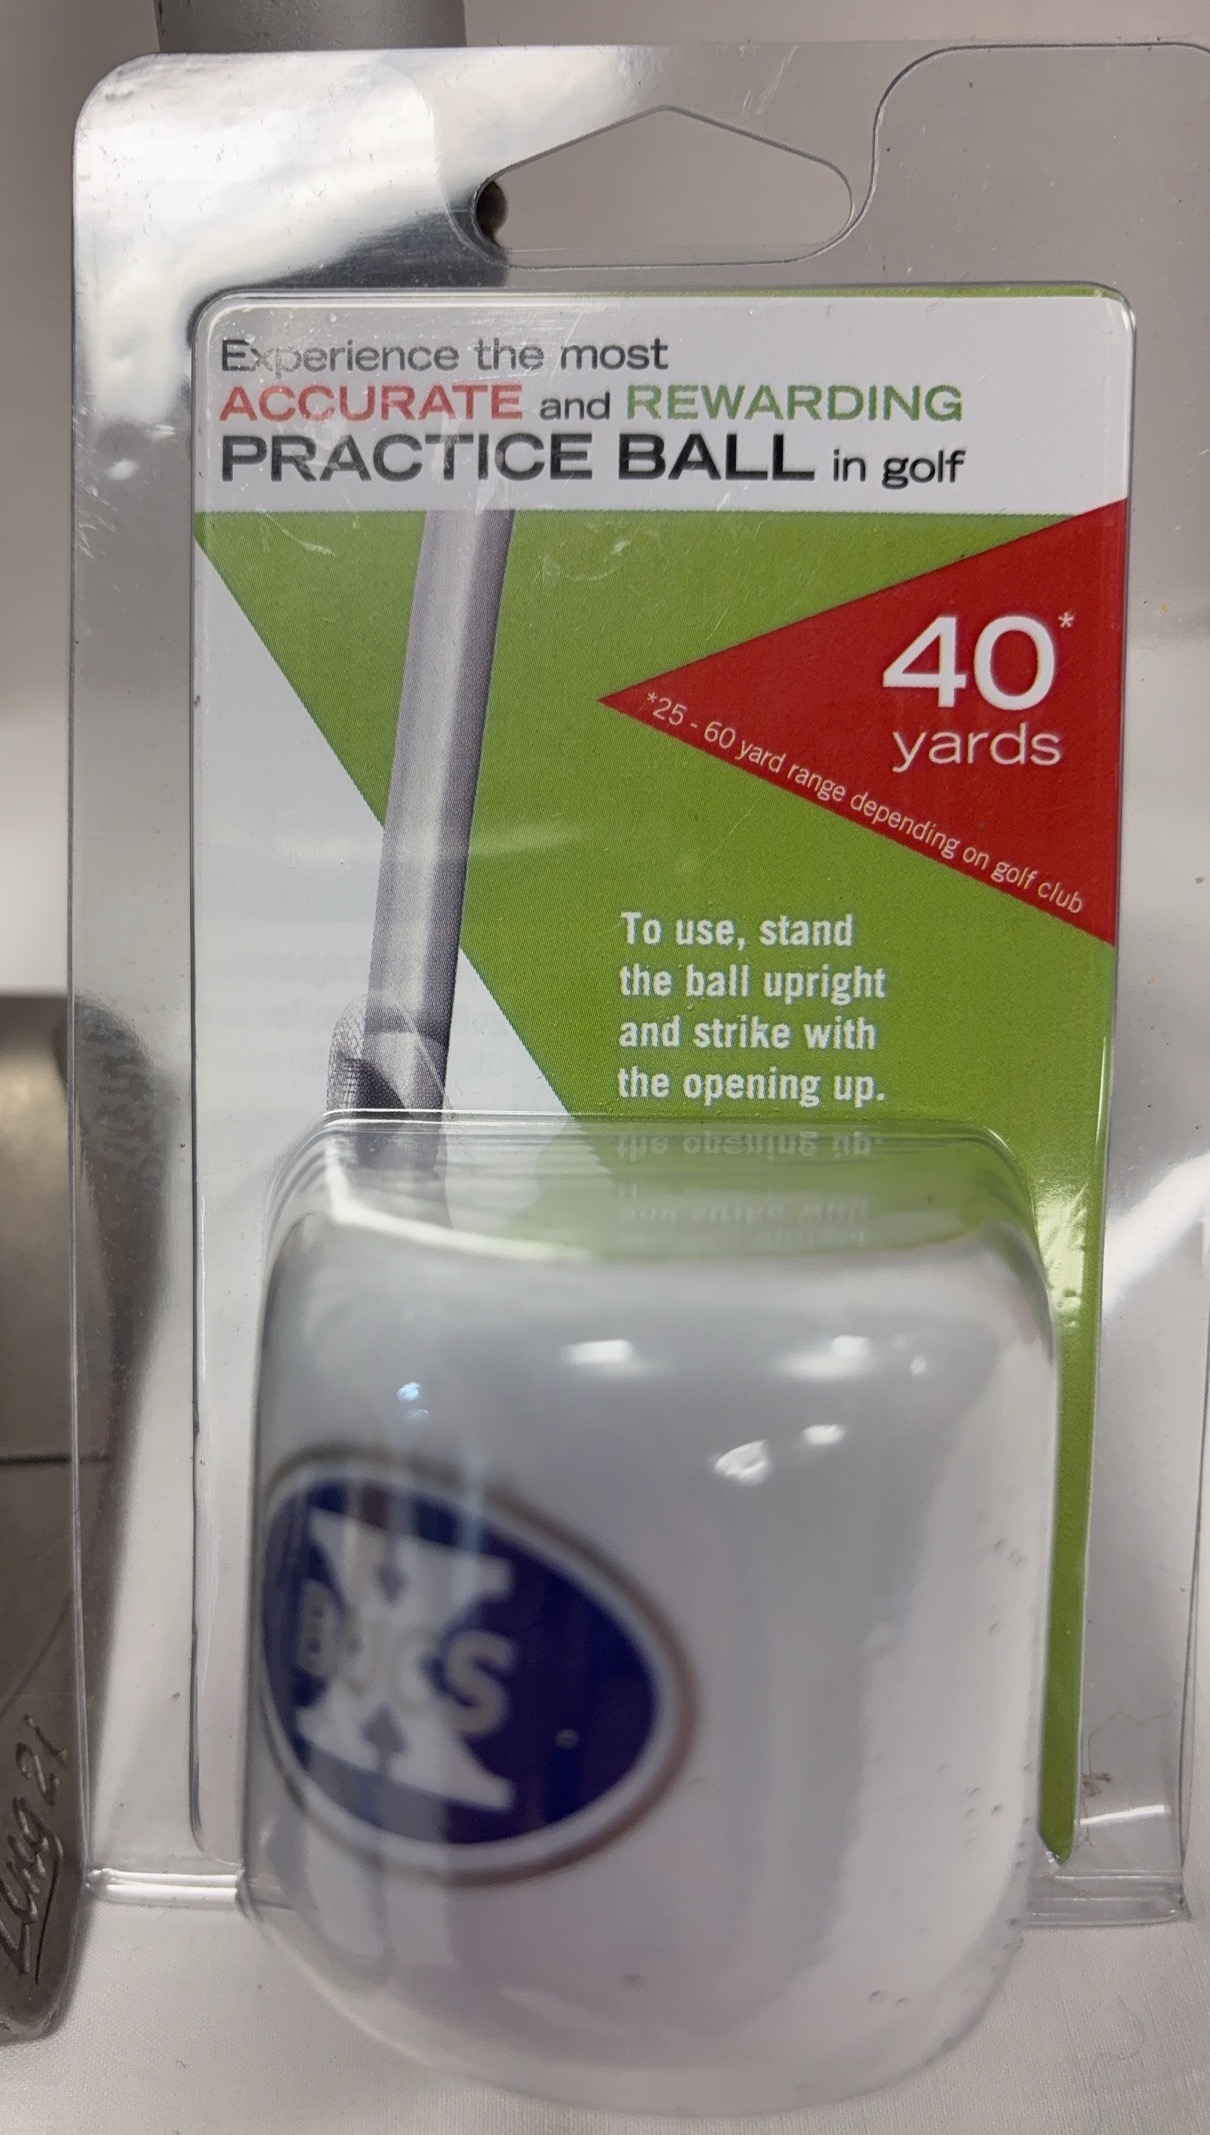 Experience the most
ACCURATE and REWARDING
PRACTICE BALL in golf
40*
yards
*25 - 60 yard range depending on golf club
To use, stand
the ball upright
and strike with
the opening up.
X
BUCS